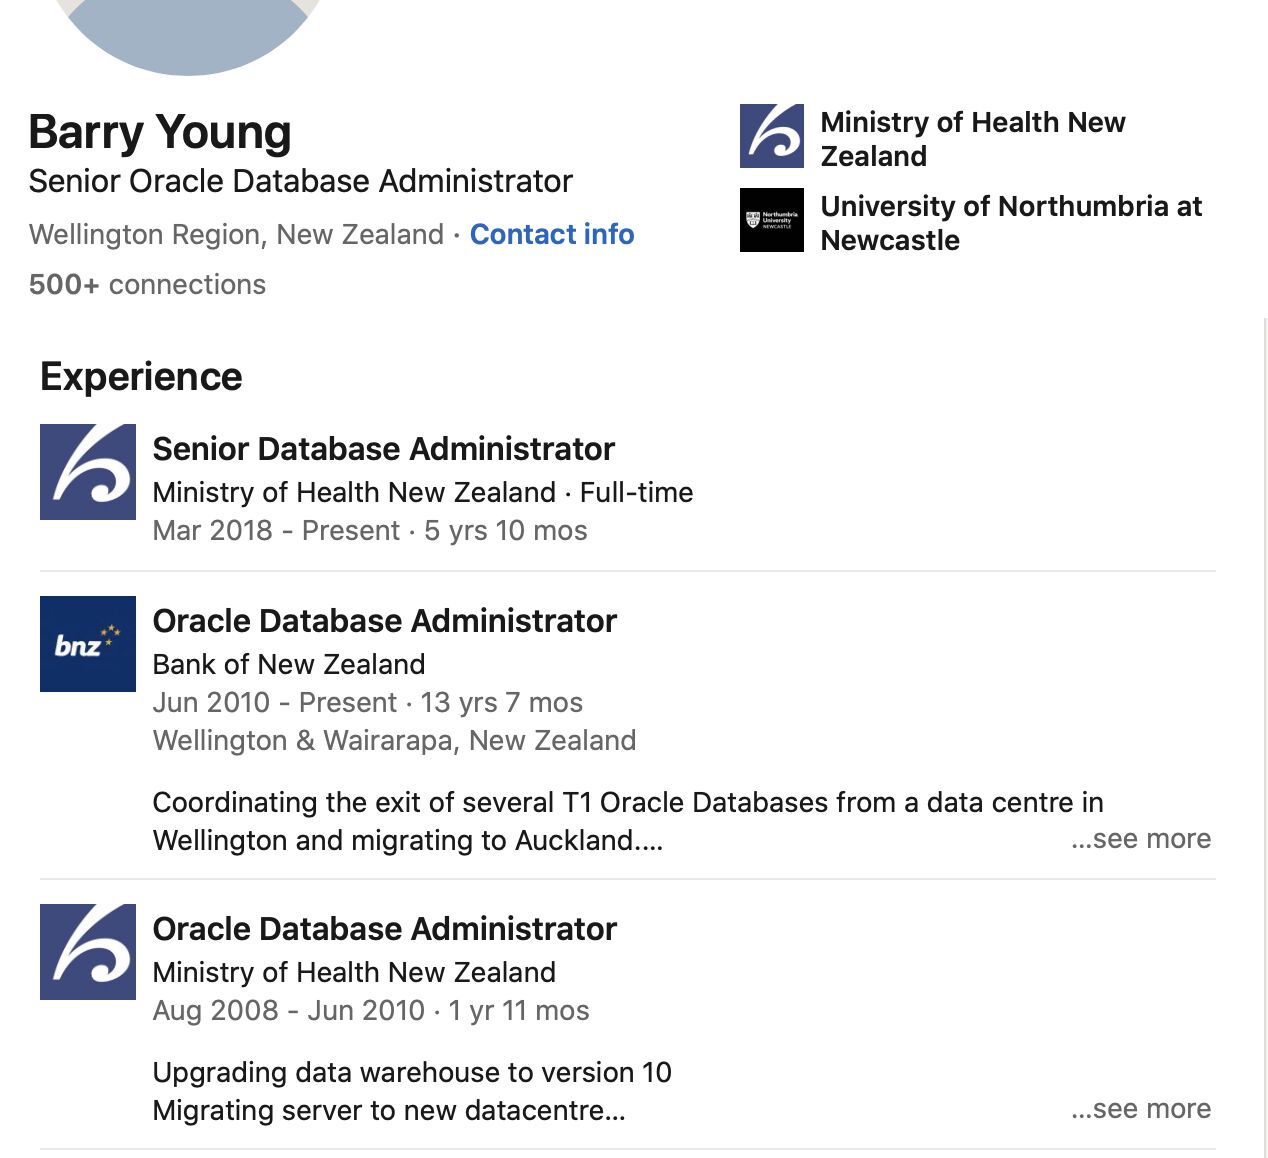 Barry Young
Senior Oracle Database Administrator
Wellington Region, New Zealand · Contact info
500+ connections
Ministry of Health New
Zealand
Northumbria
University
NEWCASTLE
University of Northumbria at
Newcastle
Experience
Senior Database Administrator
Ministry of Health New Zealand · Full-time
Mar 2018 - Present · 5 yrs 10 mos
bnz
Oracle Database Administrator
Bank of New Zealand
Jun 2010 - Present · 13 yrs 7 mos
Wellington & Wairarapa, New Zealand
Coordinating the exit of several T1 Oracle Databases from a data centre in
Wellington and migrating to Auckland.... ...see more
Oracle Database Administrator
Ministry of Health New Zealand
Aug 2008 - Jun 2010 · 1 yr 11 mos
Upgrading data warehouse to version 10
Migrating server to new datacentre... ...see more